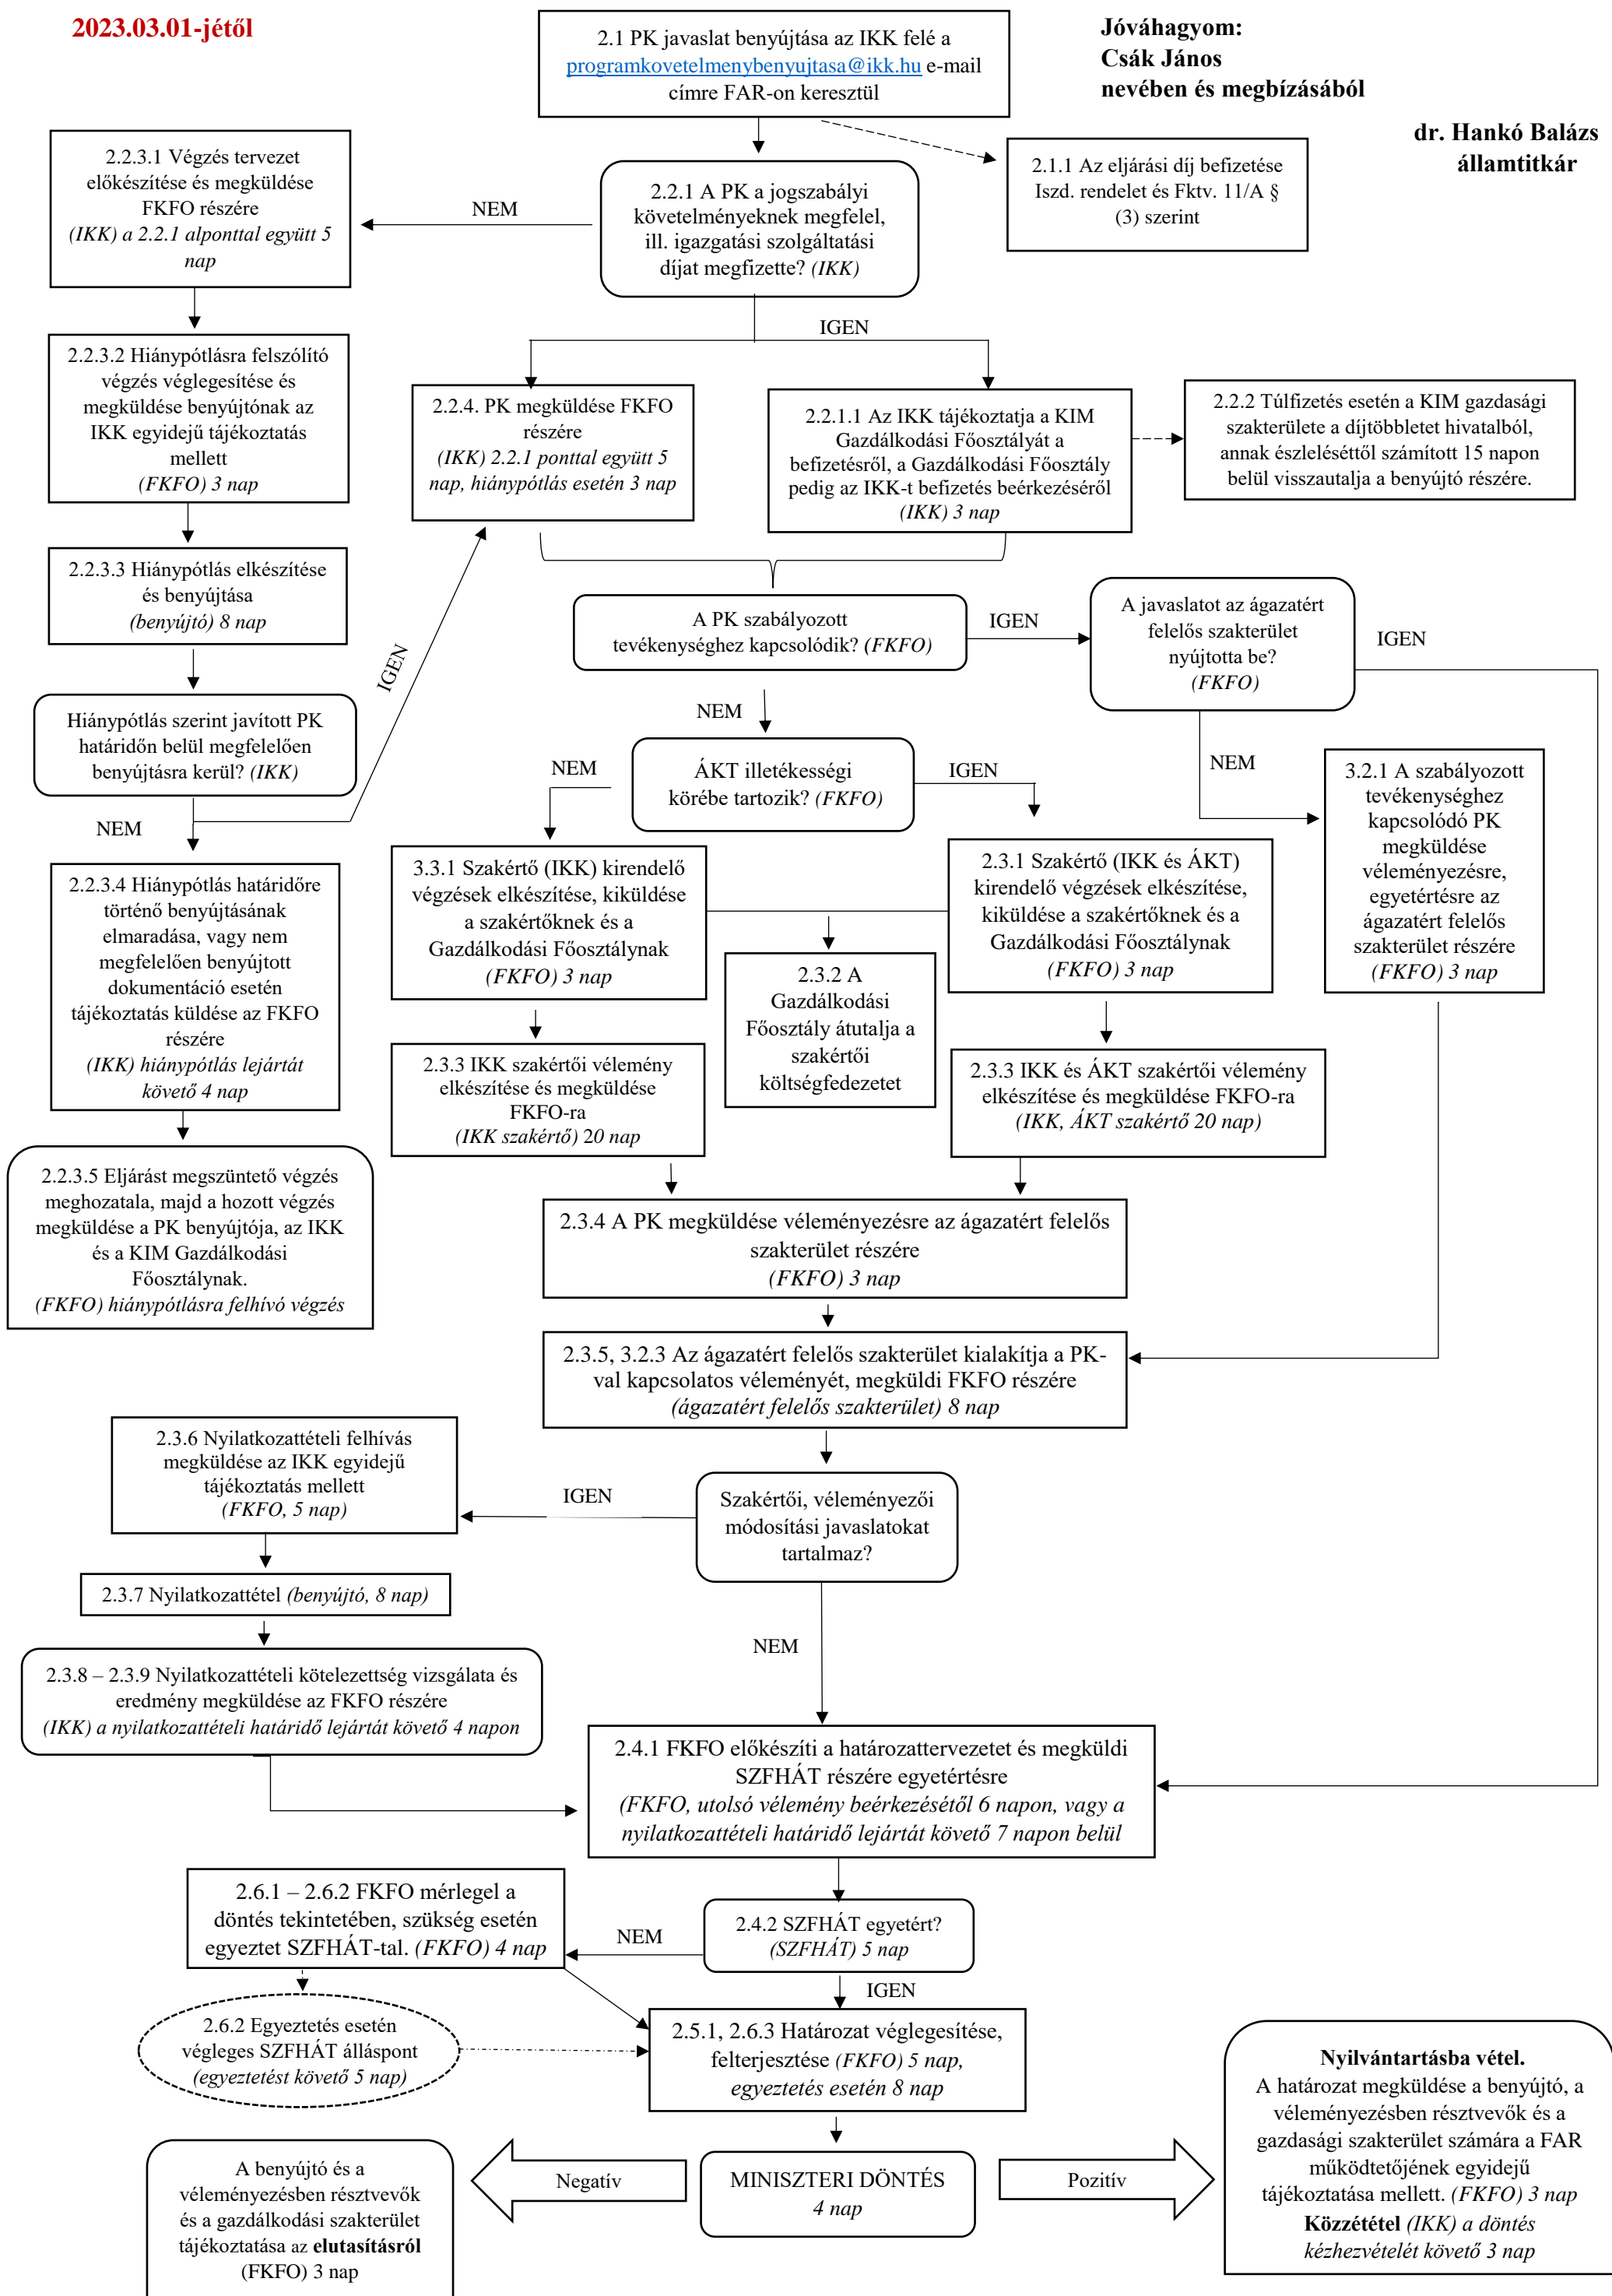 2023.03.01-jétől
2.1 PK javaslat benyújtása az IKK felé a
programkovetelmenybenyujtasa@ikk.hu e-mail
címre FAR-on keresztül
Jóváhagyom:
Csák János
nevében és megbízásából
dr. Hankó Balázs
államtitkár
2.2.3.1 Végzés tervezet
előkészítése és megküldése
FKFO részére
(IKK) a 2.2.1 alponttal együtt 5
nap
NEM
2.2.1 A PK a jogszabályi
követelményeknek megfelel,
ill. igazgatási szolgáltatási
díjat megfizette? (IKK)
2.1.1 Az eljárási díj befizetése
Iszd. rendelet és Fktv. 11/A §
(3) szerint
IGEN
2.2.3.2 Hiánypótlásra felszólító
végzés véglegesítése és
megküldése benyújtónak az
IKK egyidejű tájékoztatás
mellett
(FKFO) 3 nap
2.2.4. PK megküldése FKFO
részére
(IKK) 2.2.1 ponttal együtt 5
nap, hiánypótlás esetén 3 nap
2.2.1.1 Az IKK tájékoztatja a KIM
Gazdálkodási Főosztályát a
befizetésről, a Gazdálkodási Főosztály
pedig az IKK-t befizetés beérkezéséről
(IKK) 3 nap
2.2.2 Túlfizetés esetén a KIM gazdasági
szakterülete a díjtöbbletet hivatalból,
annak észleléséttől számított 15 napon
belül visszautalja a benyújtó részére.
2.2.3.3 Hiánypótlás elkészítése
és benyújtása
(benyújtó) 8 nap
IGEN
A PK szabályozott
tevékenységhez kapcsolódik? (FKFO)
IGEN
A javaslatot az ágazatért
felelős szakterület
nyújtotta be?
(FKFO)
IGEN
Hiánypótlás szerint javított PK
határidőn belül megfelelően
benyújtásra kerül? (IKK)
NEM
NEM
NEM
ÁKT illetékességi
körébe tartozik? (FKFO)
IGEN
NEM
3.2.1 A szabályozott
tevékenységhez
kapcsolódó PK
megküldése
véleményezésre,
egyetértésre az
ágazatért felelős
szakterület részére
(FKFO) 3 nap
2.2.3.4 Hiánypótlás határidőre
történő benyújtásának
elmaradása, vagy nem
megfelelően benyújtott
dokumentáció esetén
tájékoztatás küldése az FKFO
részére
(IKK) hiánypótlás lejártát
követő 4 nap
3.3.1 Szakértő (IKK) kirendelő
végzések elkészítése, kiküldése
a szakértőknek és a
Gazdálkodási Főosztálynak
(FKFO) 3 nap
2.3.1 Szakértő (IKK és ÁKT)
kirendelő végzések elkészítése,
kiküldése a szakértőknek és a
Gazdálkodási Főosztálynak
(FKFO) 3 nap
2.3.2 A
Gazdálkodási
Főosztály átutalja a
szakértői
költségfedezetet
2.3.3 IKK szakértői vélemény
elkészítése és megküldése
FKFO-ra
(IKK szakértő) 20 nap
2.3.3 IKK és ÁKT szakértői vélemény
elkészítése és megküldése FKFO-ra
(IKK, ÁKT szakértő 20 nap)
2.2.3.5 Eljárást megszüntető végzés
meghozatala, majd a hozott végzés
megküldése a PK benyújtója, az IKK
és a KIM Gazdálkodási
Főosztálynak.
(FKFO) hiánypótlásra felhívó végzés
2.3.4 A PK megküldése véleményezésre az ágazatért felelős
szakterület részére
(FKFO) 3 nap
2.3.5, 3.2.3 Az ágazatért felelős szakterület kialakítja a PK-
val kapcsolatos véleményét, megküldi FKFO részére
(ágazatért felelős szakterület) 8 nap
2.3.6 Nyilatkozattételi felhívás
megküldése az IKK egyidejű
tájékoztatás mellett
(FKFO, 5 nap)
IGEN
Szakértői, véleményezői
módosítási javaslatokat
tartalmaz?
2.3.7 Nyilatkozattétel (benyújtó, 8 nap)
NEM
2.3.8 – 2.3.9 Nyilatkozattételi kötelezettség vizsgálata és
eredmény megküldése az FKFO részére
(IKK) a nyilatkozattételi határidő lejártát követő 4 napon
2.4.1 FKFO előkészíti a határozattervezetet és megküldi
SZFHÁT részére egyetértésre
(FKFO, utolsó vélemény beérkezésétől 6 napon, vagy a
nyilatkozattételi határidő lejártát követő 7 napon belül
2.6.1 – 2.6.2 FKFO mérlegel a
döntés tekintetében, szükség esetén
egyeztet SZFHÁT-tal. (FKFO) 4 nap
NEM
2.4.2 SZFHÁT egyetért?
(SZFHÁT) 5 nap
IGEN
2.6.2 Egyeztetés esetén
végleges SZFHÁT álláspont
(egyeztetést követő 5 nap)
2.5.1, 2.6.3 Határozat véglegesítése,
felterjesztése (FKFO) 5 nap,
egyeztetés esetén 8 nap
Nyilvántartásba vétel.
A határozat megküldése a benyújtó, a
véleményezésben résztvevők és a
gazdasági szakterület számára a FAR
működtetőjének egyidejű
tájékoztatása mellett. (FKFO) 3 nap
Közzététel (IKK) a döntés
kézhezvételét követő 3 nap
A benyújtó és a
véleményezésben résztvevők
és a gazdálkodási szakterület
tájékoztatása az elutasításról
(FKFO) 3 nap
Negatív
MINISZTERI DÖNTÉS
4 nap
Pozitív